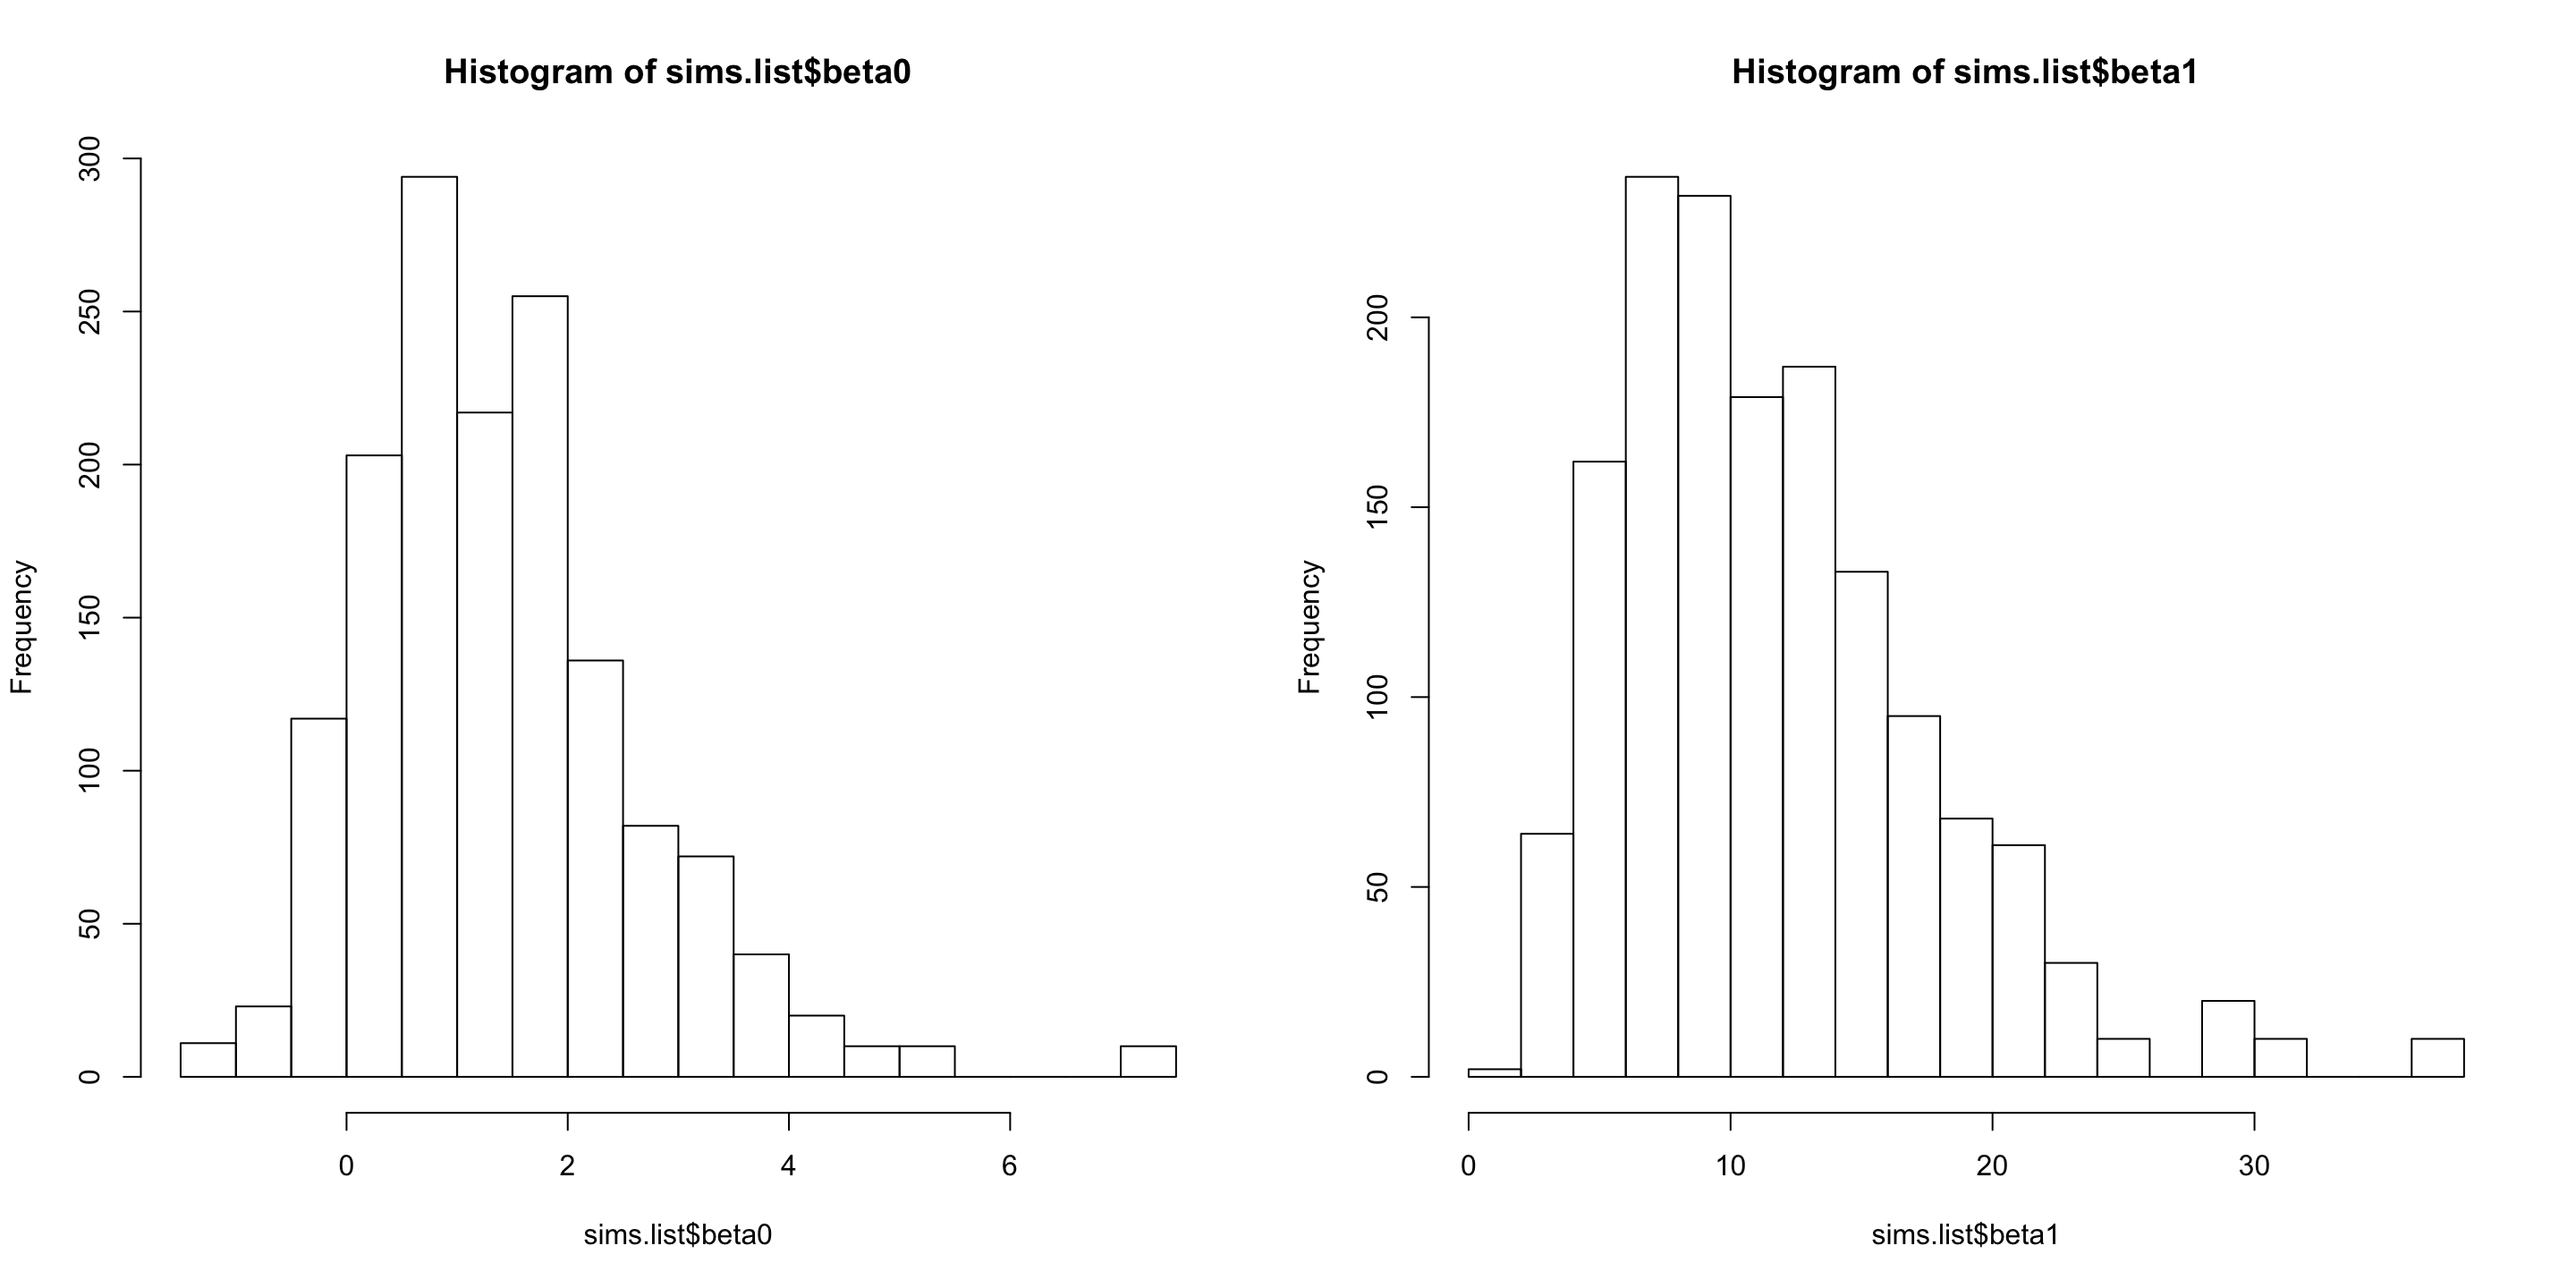 Histogram of sims.list$beta0
Frequency
300
250
200
150
100
50
0
0 2 4 6
sims.list$beta0
Histogram of sims.list$beta1
Frequency
200
150
100
50
0
0 10 20 30
sims.list$beta1